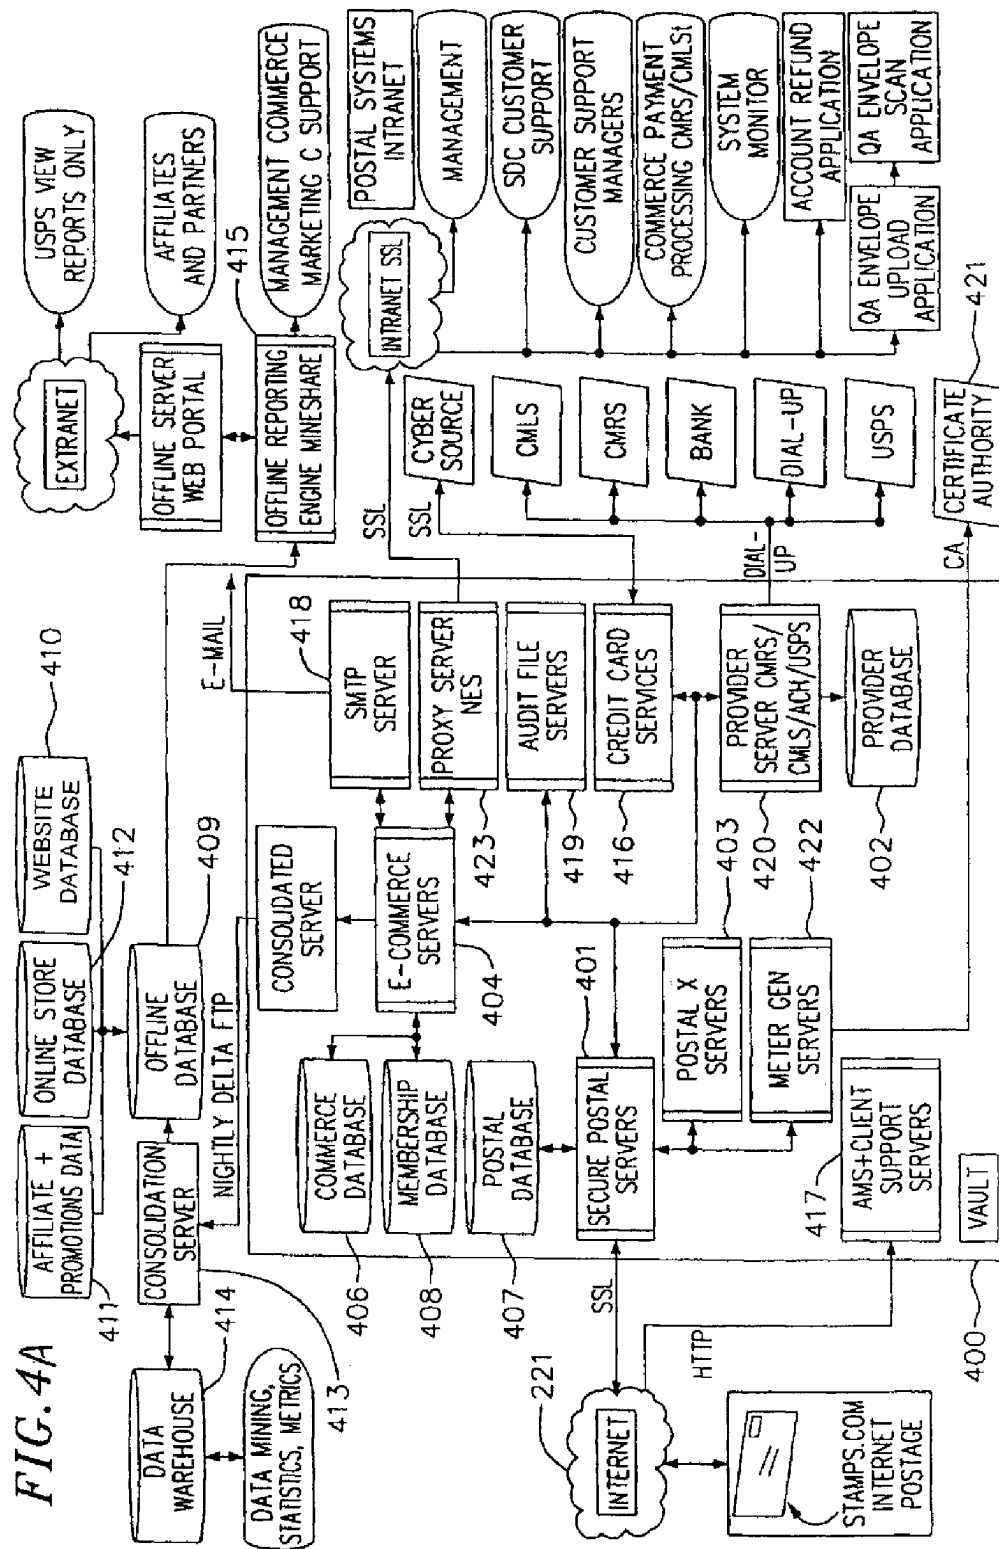 FIG. 4A
AFFILIATE +
PROMOTIONS DATA
411
ONLINE STORE
DATABASE
412
WEBSITE
DATABASE
410
DATA
WAREHOUSE
414
CONSOLIDATION
SERVER
413
OFFLINE
DATABASE
409
DATA MINING,
STATISTICS, METRICS
NIGHTLY DELTA FTP
E-MAIL
EXTRANET
USPS VIEW
REPORTS ONLY
OFFLINE SERVER
WEB PORTAL
AFFILIATES
AND PARTNERS
415
OFFLINE REPORTING
ENGINE MINESHARE
MANAGEMENT COMMERCE
MARKETING C SUPPORT
CONSOLIDATED
SERVER
SMTP
SERVER
418
SSL
INTRANET SSL
POSTAL SYSTEMS
INTRANET
COMMERCE
DATABASE
406
MEMBERSHIP
DATABASE
408
E-COMMERCE
SERVERS
404
PROXY SERVER
NES
423
SSL
CYBER
SOURCE
MANAGEMENT
POSTAL
DATABASE
407
AUDIT FILE
SERVERS
419
CMLS
SDC CUSTOMER
SUPPORT
SECURE POSTAL
SERVERS
401
CREDIT CARD
SERVICES
416
CMRS
CUSTOMER SUPPORT
MANAGERS
SSL
221
INTERNET
POSTAL X
SERVERS
403
PROVIDER
SERVER CMRS/
CMLS/ACH/USPS
420
DIAL-
UP
BANK
COMMERCE PAYMENT
PROCESSING CMRS/CMLSt
METER GEN
SERVERS
422
DIAL-UP
SYSTEM
MONITOR
HTTP
417
AMS+CLIENT
SUPPORT
SERVERS
PROVIDER
DATABASE
402
USPS
ACCOUNT REFUND
APPLICATION
STAMPS.COM
INTERNET
POSTAGE
CA
CERTIFICATE
AUTHORITY
421
QA ENVELOPE
UPLOAD
APPLICATION
QA ENVELOPE
SCAN
APPLICATION
400
VAULT